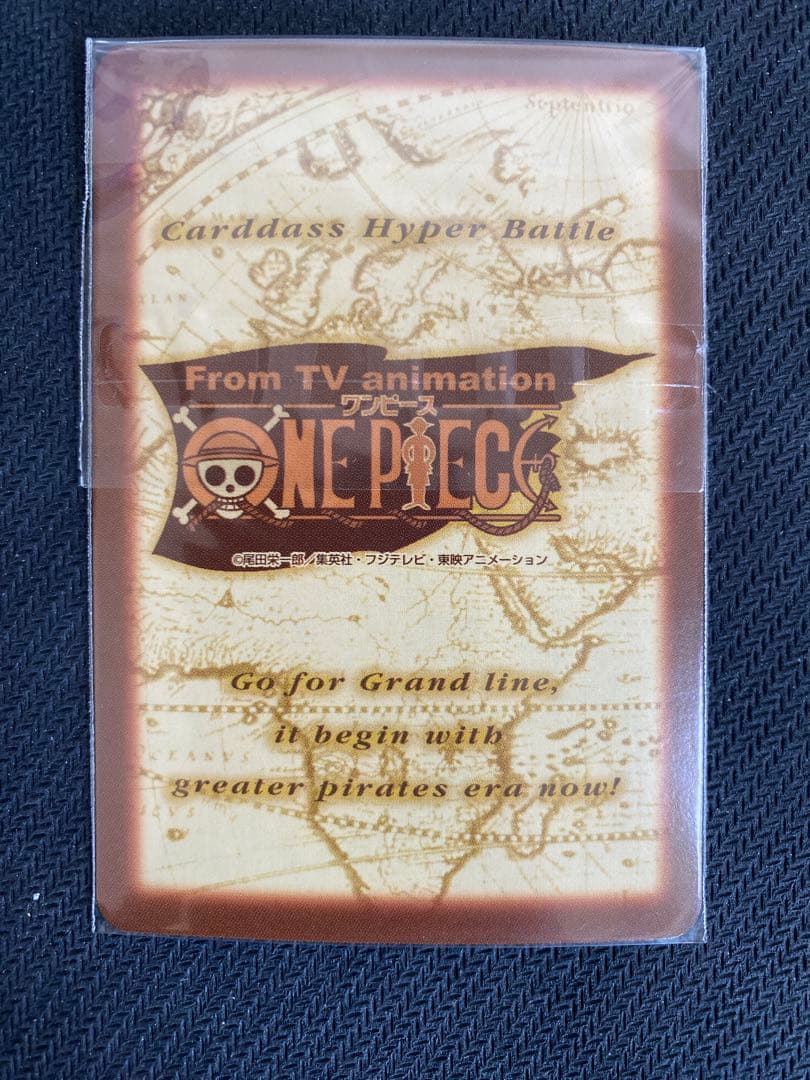 Septentrio
Carddass Hyper Battle
From TV animation
ワンピース
ONE PIECE
©尾田栄一郎/集英社・フジテレビ・東映アニメーション
Go for Grand line,
it begin with
greater pirates era now!